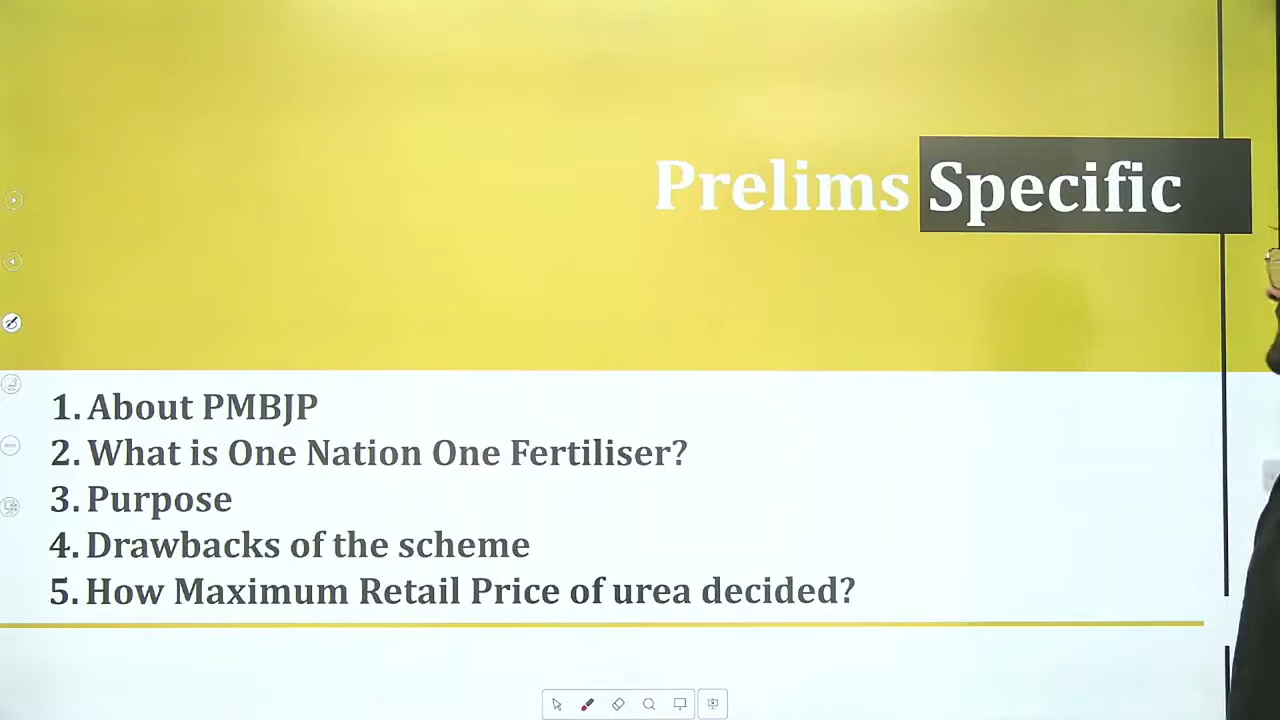 Prelims Specific
1. About PMBJP
2. What is One Nation One Fertiliser?
3. Purpose
4. Drawbacks of the scheme
5. How Maximum Retail Price of urea decided?